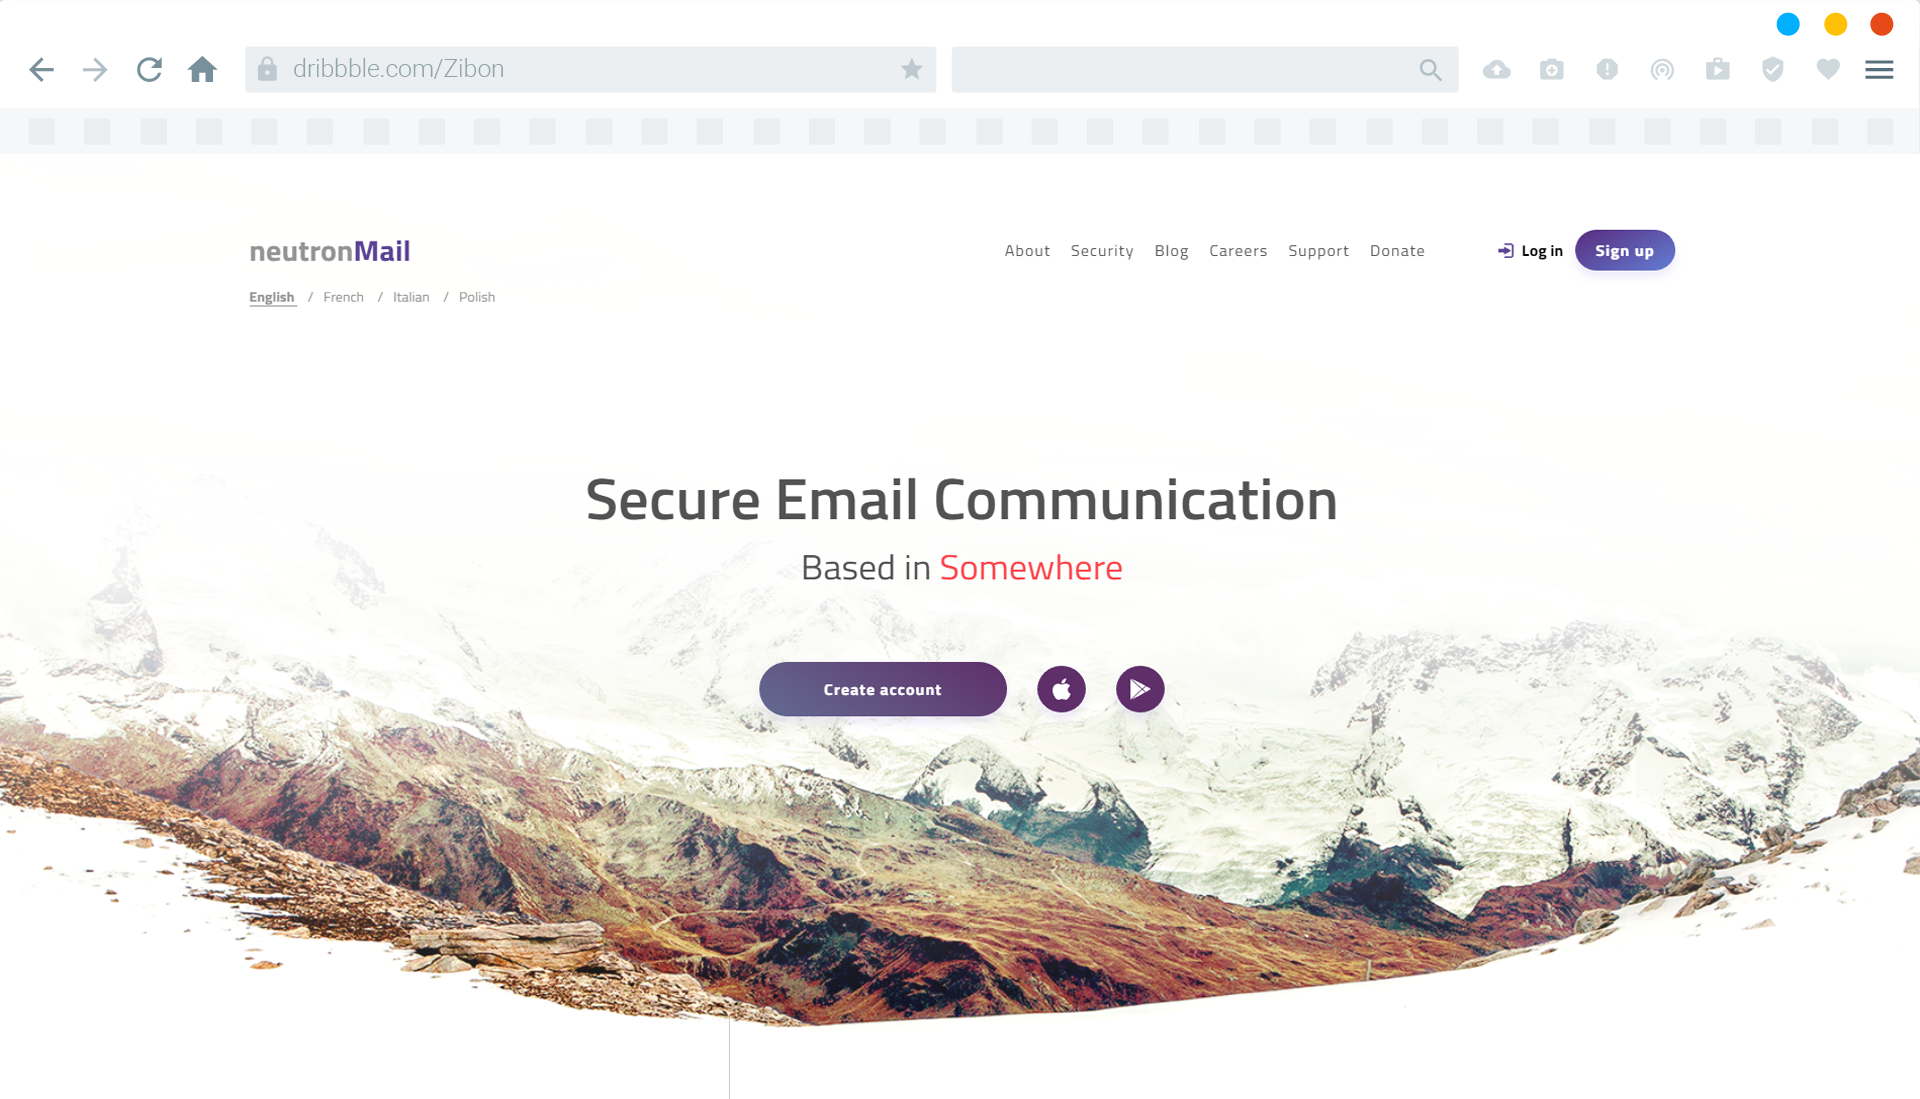 dribbble.com/Zibon
neutronMail
About Security Blog Careers Support Donate
Log in
Sign up
English / French / Italian / Polish
Secure Email Communication
Based in Somewhere
Create account